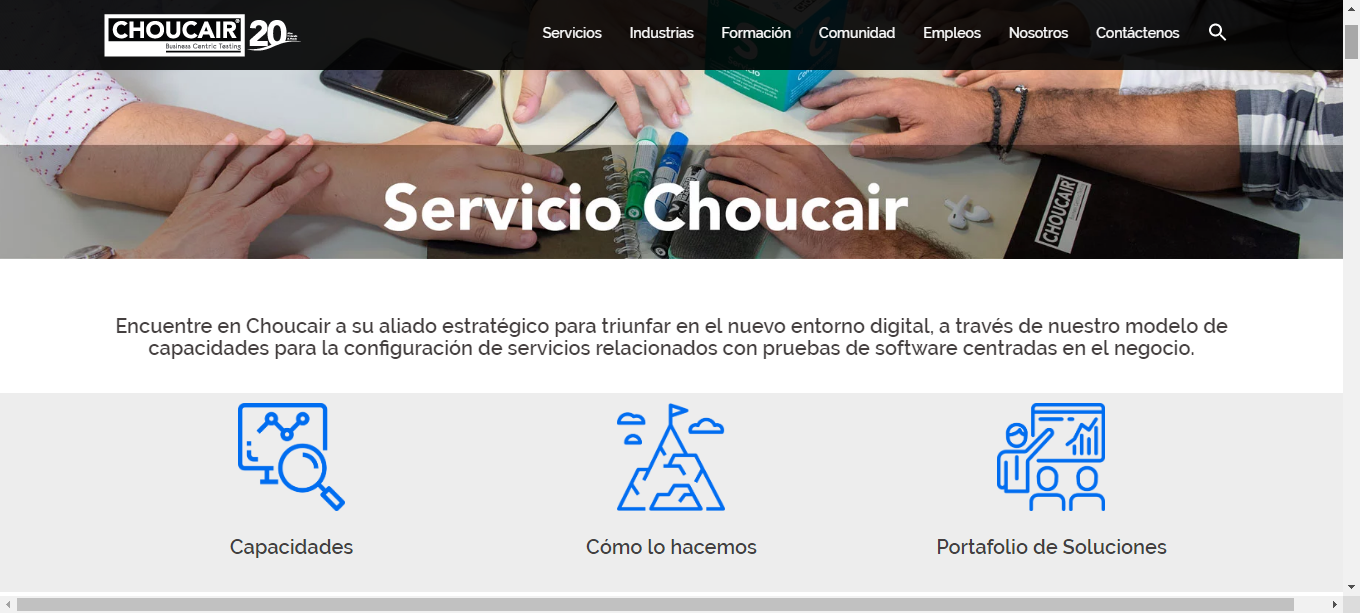 CHOUCAIR
Business Centric Testing
20
Servicios
Industrias
Formación
Comunidad
Empleos
Nosotros
Contáctenos
CHOUCAIR
Servicio Choucair
Encuentre en Choucair a su aliado estratégico para triunfar en el nuevo entorno digital, a través de nuestro modelo de
capacidades para la configuración de servicios relacionados con pruebas de software centradas en el negocio.
Capacidades
Cómo lo hacemos
Portafolio de Soluciones